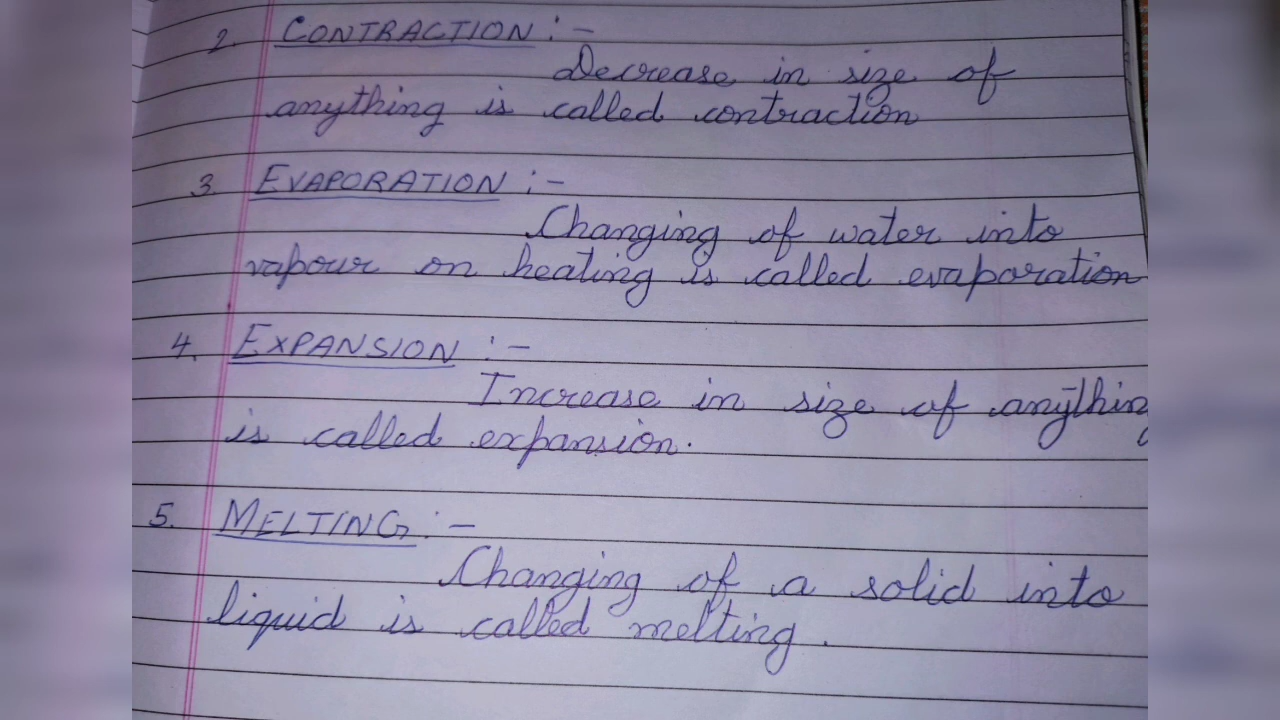 2. CONTRACTION :-
Decrease in size of
anything is called contraction
3. EVAPORATION :-
Changing of water into
vapour on heating is called evaporation
4. EXPANSION :-
Increase in size of anything
is called expansion.
5. MELTING :-
Changing of a solid into
liquid is called melting.